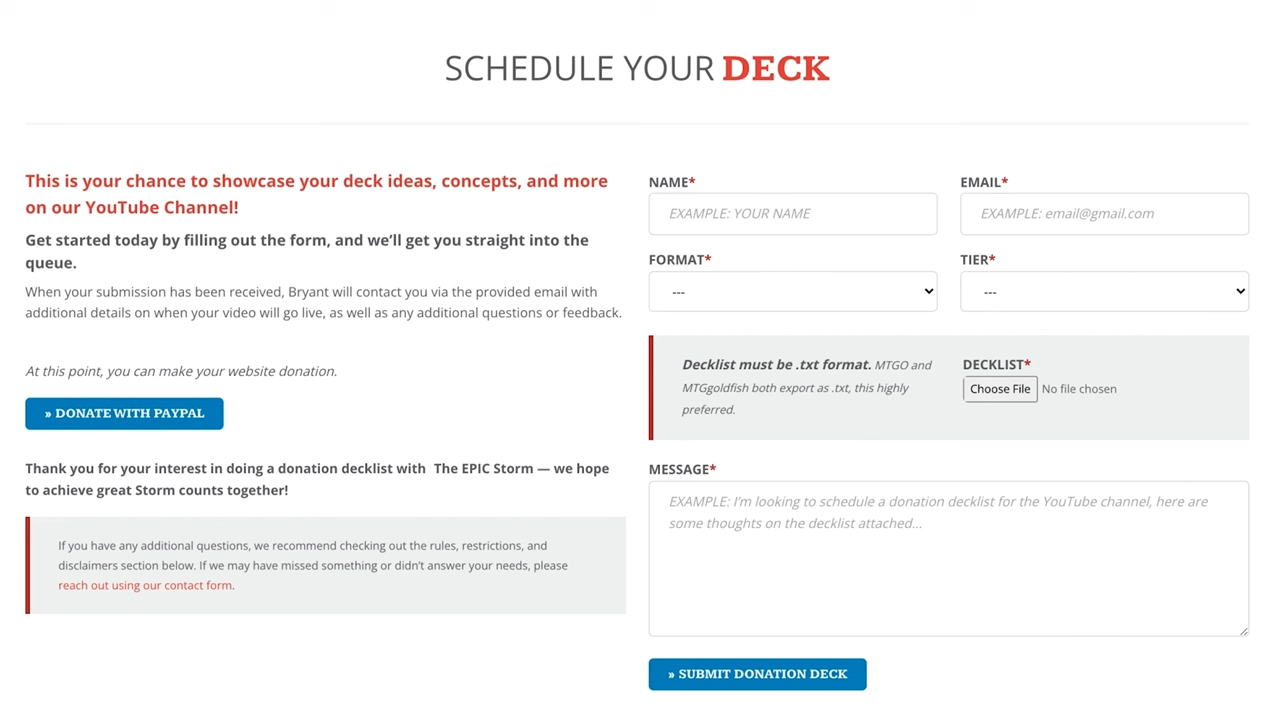 SCHEDULE YOUR DECK
This is your chance to showcase your deck ideas, concepts, and more
on our YouTube Channel!
Get started today by filling out the form, and we’ll get you straight into the
queue.
When your submission has been received, Bryant will contact you via the provided email with
additional details on when your video will go live, as well as any additional questions or feedback.
At this point, you can make your website donation.
» DONATE WITH PAYPAL
Thank you for your interest in doing a donation decklist with The EPIC Storm — we hope
to achieve great Storm counts together!
If you have any additional questions, we recommend checking out the rules, restrictions, and
disclaimers section below. If we may have missed something or didn’t answer your needs, please
reach out using our contact form.
NAME*
EXAMPLE: YOUR NAME
EMAIL*
EXAMPLE: email@gmail.com
FORMAT*
---
TIER*
---
Decklist must be .txt format. MTGO and
MTGgoldfish both export as .txt, this highly
preferred.
DECKLIST*
Choose File No file chosen
MESSAGE*
EXAMPLE: I’m looking to schedule a donation decklist for the YouTube channel, here are
some thoughts on the decklist attached...
» SUBMIT DONATION DECK